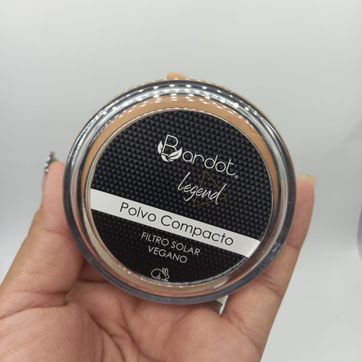 Bardot
legend
Polvo Compacto
FILTRO SOLAR
VEGANO